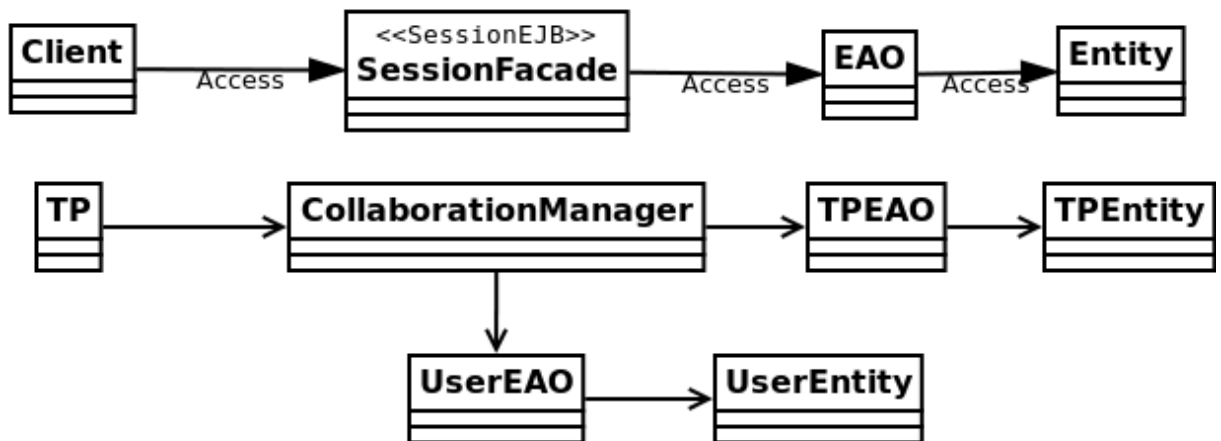 Client
<<SessionEJB>>
SessionFacade
EAO
Entity
Access
Access
Access
TP
CollaborationManager
TPEAO
TPEntity
UserEAO
UserEntity